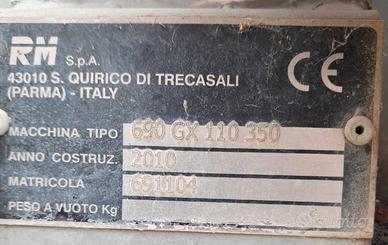 RM S.p.A.
43010 S. QUIRICO DI TRECASALI
(PARMA) - ITALY
CE
MACCHINA TIPO 690 GX 110 350
ANNO COSTRUZ. 2010
MATRICOLA 691104
PESO A VUOTO Kg
subito